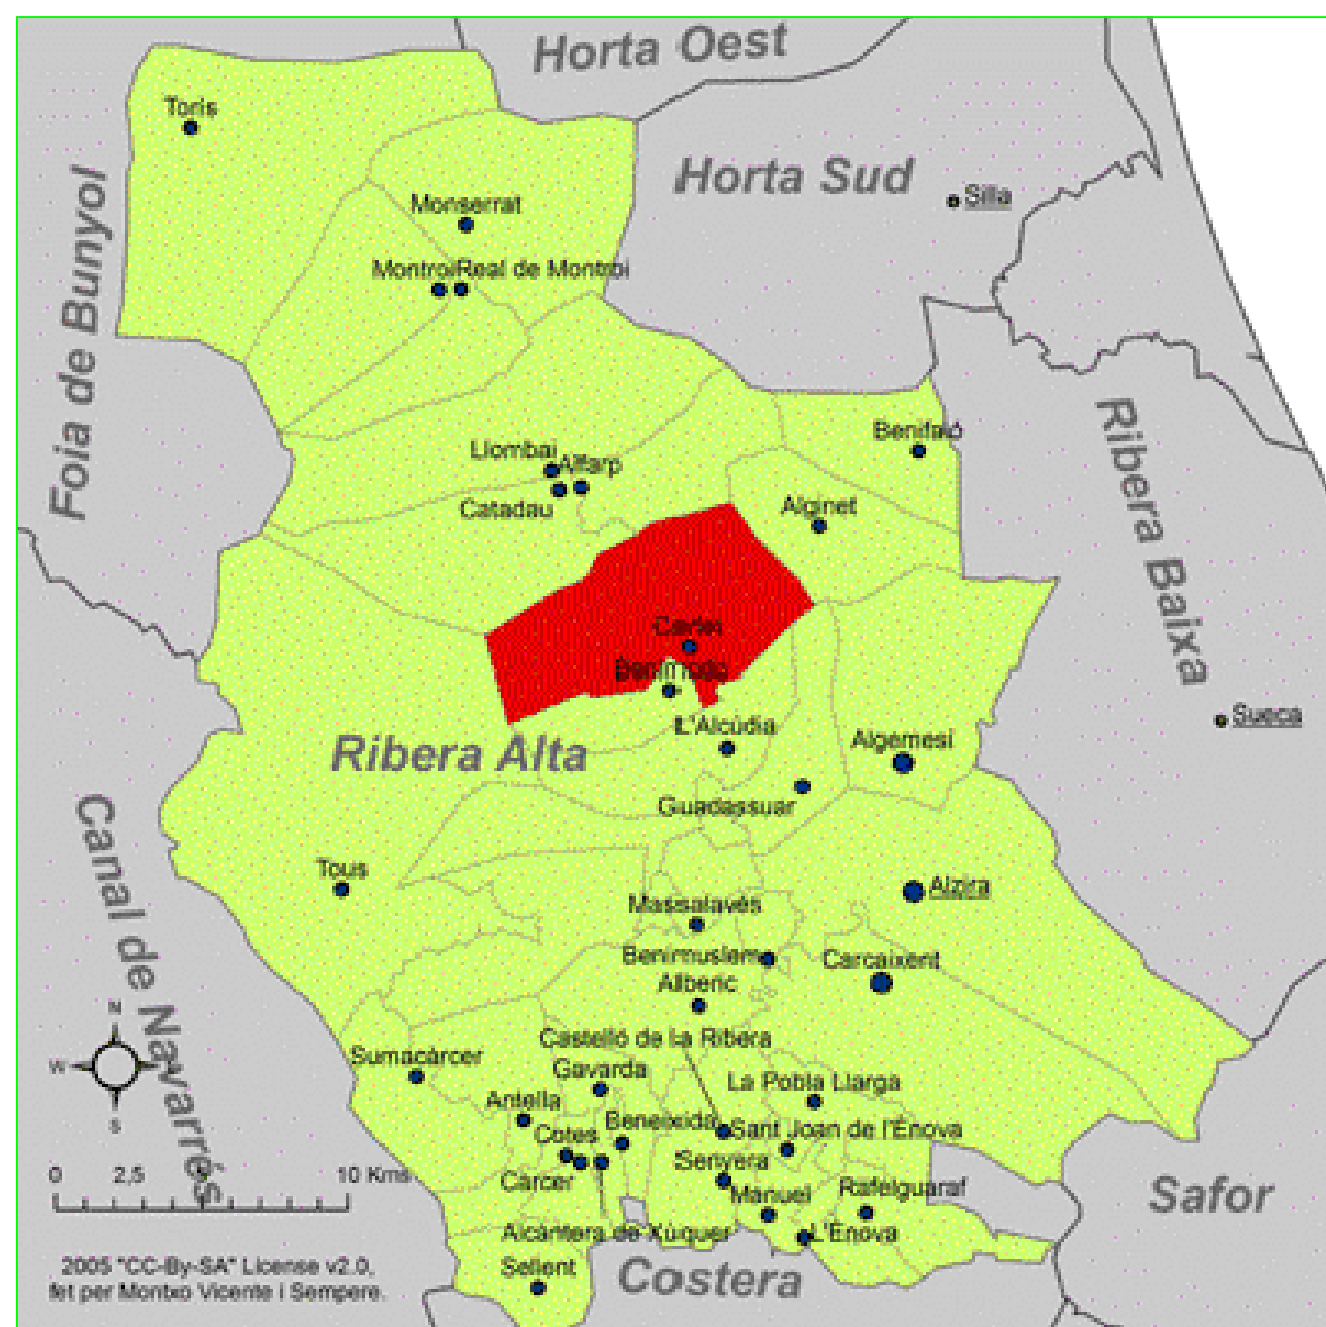 Horta Oest
Torís
Horta Sud
Silla
Monserrat
Montroi
Real de Montroi
Foia de Bunyol
Ribera Baixa
Benifaió
Llombai
Alfarp
Catadau
Alginet
Carlet
Benimodo
Sueca
L'Alcúdia
Ribera Alta
Algemesí
Guadassuar
Canal de Navarrés
Tous
Alzira
Massalavés
Benimuslem
Carcaixent
Alberic
N
W
S
Castelló de la Ribera
Sumacàrcer
Gavarda
La Pobla Llarga
Antella
Beneixida
Sant Joan de l'Énova
Cotes
Senyera
Càrcer
0 2,5 10 Kms
Manuel
Rafelguaraf
Safor
Alcàntera de Xúquer
L'Énova
2005 "CC-By-SA" License v2.0,
fet per Montxo Vicente i Sempere.
Sellent
Costera